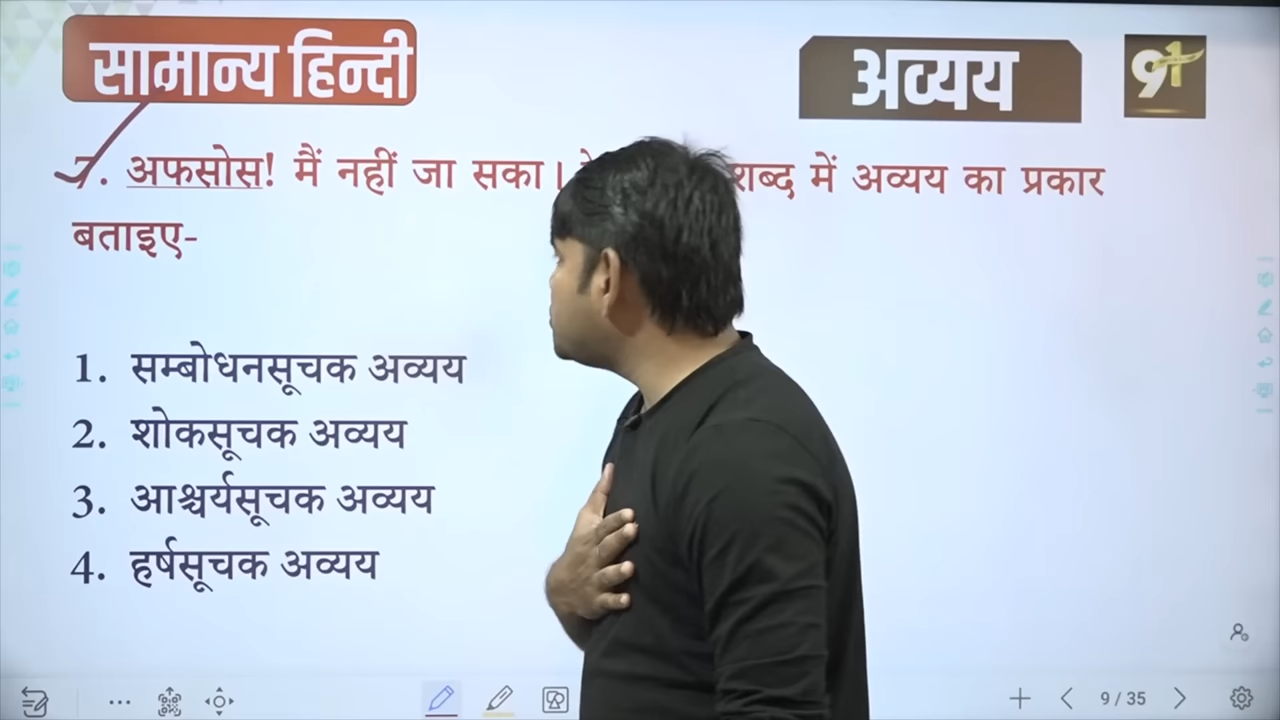 सामान्य हिन्दी
अव्यय
91
7. अफसोस! मैं नहीं जा सका। शब्द में अव्यय का प्रकार
बताइए-
1. सम्बोधनसूचक अव्यय
2. शोकसूचक अव्यय
3. आश्चर्यसूचक अव्यय
4. हर्षसूचक अव्यय
9 / 35